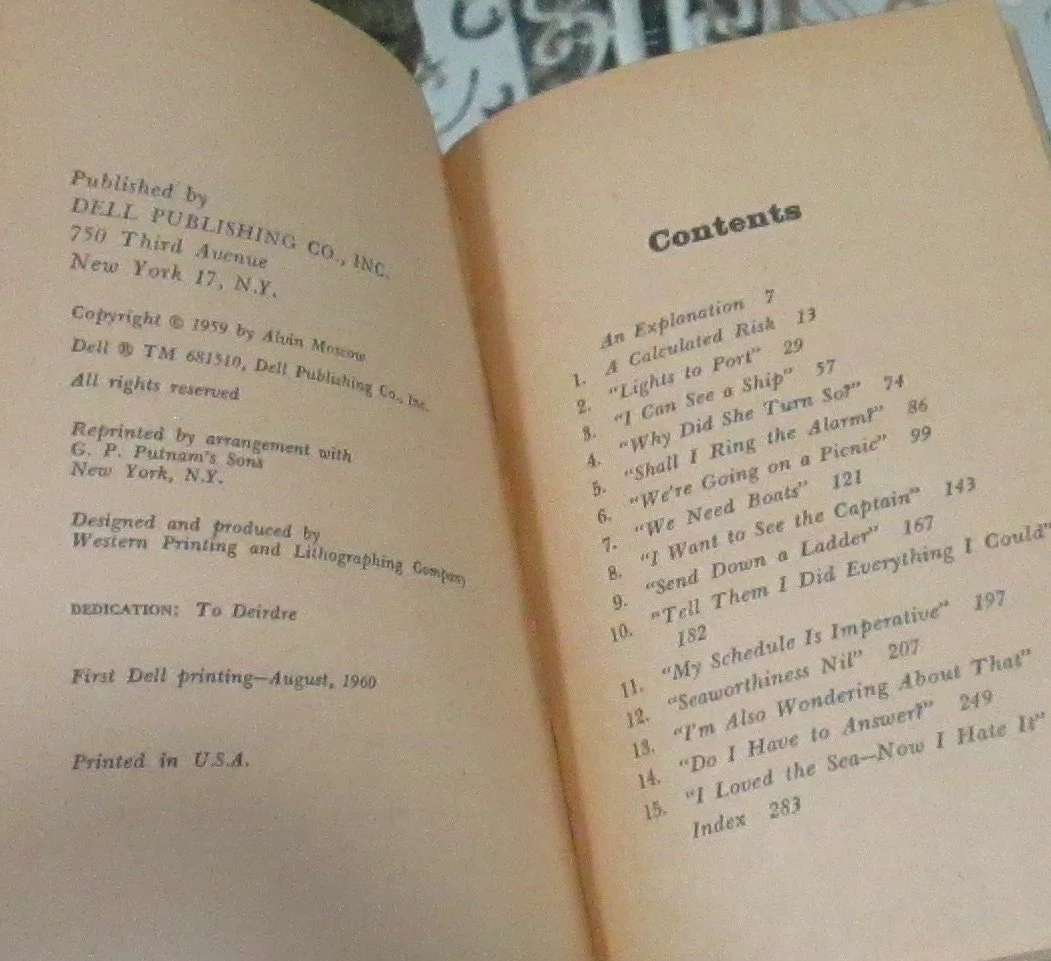 Published by
DELL PUBLISHING CO., INC.
750 Third Avenue
New York 17, N.Y.
Copyright © 1959 by Alvin Moscow
Dell ® TM 681510, Dell Publishing Co., Inc.
All rights reserved
Reprinted by arrangement with
G. P. Putnam's Sons
New York, N.Y.
Designed and produced by
Western Printing and Lithographing Company
DEDICATION: To Deirdre
First Dell printing—August, 1960
Printed in U.S.A.
Contents
An Explanation 7
1. A Calculated Risk 13
2. "Lights to Port" 29
3. "I Can See a Ship" 57
4. "Why Did She Turn So?" 74
5. "Shall I Ring the Alarm?" 86
6. "We're Going on a Picnic" 99
7. "We Need Boats" 121
8. "I Want to See the Captain" 143
9. "Send Down a Ladder" 167
10. "Tell Them I Did Everything I Could"
182
11. "My Schedule Is Imperative" 197
12. "Seaworthiness Nil" 207
13. "I'm Also Wondering About That"
14. "Do I Have to Answer?" 249
15. "I Loved the Sea—Now I Hate It"
Index 283